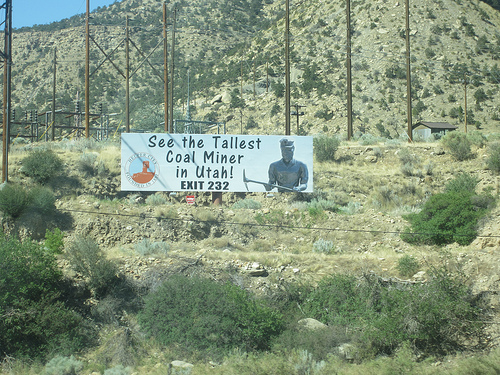 See the Tallest
Coal Miner
in Utah!
EXIT 232